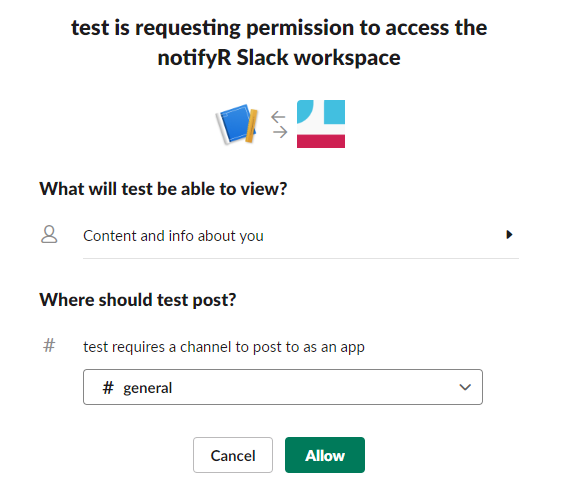 test is requesting permission to access the
notifyR Slack workspace
What will test be able to view?
Content and info about you
Where should test post?
# test requires a channel to post to as an app
# general
Cancel Allow